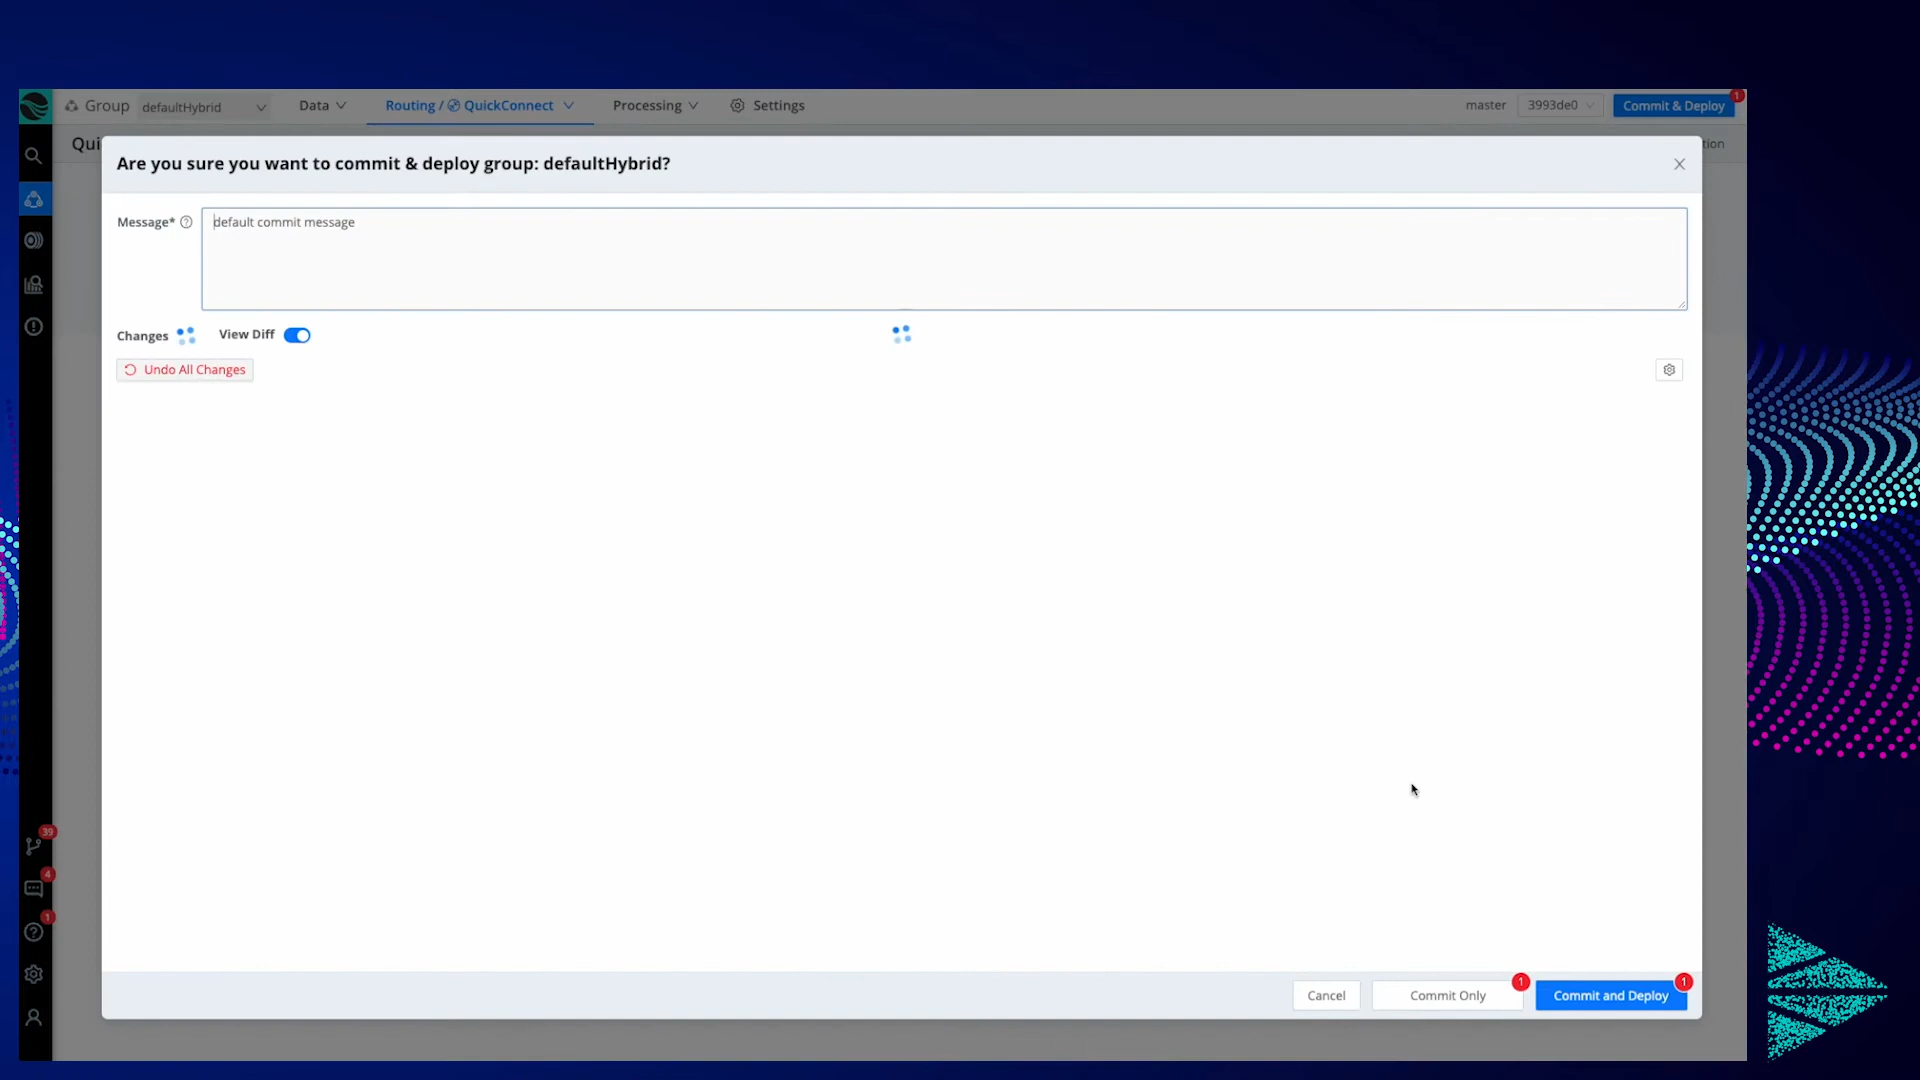 Group defaultHybrid Data Routing / QuickConnect Processing Settings master 3993de0 Commit & Deploy 1
Qui tion
Are you sure you want to commit & deploy group: defaultHybrid?
Message* default commit message
Changes View Diff
Undo All Changes
39
4
1
Cancel Commit Only 1 Commit and Deploy 1